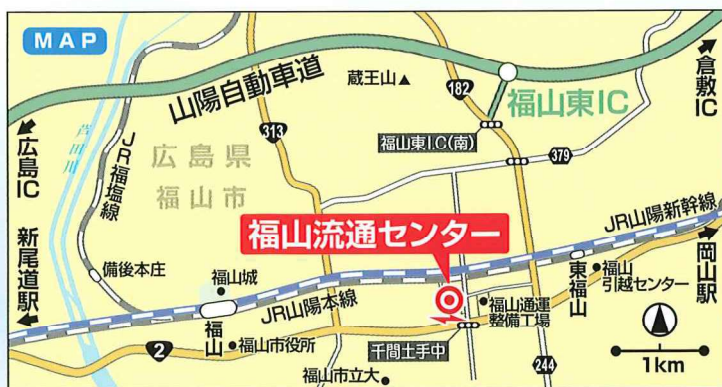 MAP
山陽自動車道
蔵王山▲
182
福山東IC
倉敷IC
芦田川
313
福山東I.C(南)
379
広島IC
JR福塩線
広島県
福山市
JR山陽新幹線
福山流通センター
新尾道駅
備後本庄
福山城
JR山陽本線
東福山
福山
引越センター
岡山駅
福山
福山通運
整備工場
2
福山市役所
千間土手中
244
1km
福山市立大